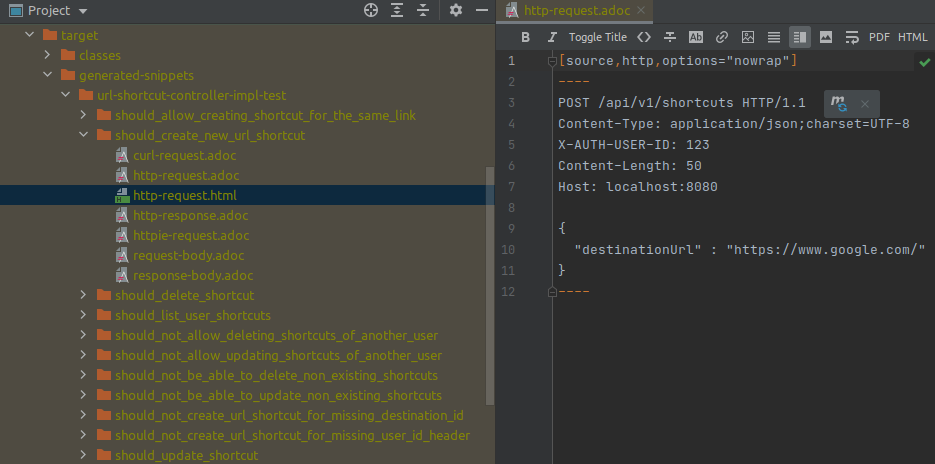 Project
target
classes
generated-snippets
url-shortcut-controller-impl-test
should_allow_creating_shortcut_for_the_same_link
should_create_new_url_shortcut
curl-request.adoc
http-request.adoc
http-request.html
http-response.adoc
httpie-request.adoc
request-body.adoc
response-body.adoc
should_delete_shortcut
should_list_user_shortcuts
should_not_allow_deleting_shortcuts_of_another_user
should_not_allow_updating_shortcuts_of_another_user
should_not_be_able_to_delete_non_existing_shortcuts
should_not_be_able_to_update_non_existing_shortcuts
should_not_create_url_shortcut_for_missing_destination_id
should_not_create_url_shortcut_for_missing_user_id_header
should_update_shortcut
http-request.adoc
B I Toggle Title Ab PDF HTML
1 [source,http,options="nowrap"]
2 ----
3 POST /api/v1/shortcuts HTTP/1.1
4 Content-Type: application/json;charset=UTF-8
5 X-AUTH-USER-ID: 123
6 Content-Length: 50
7 Host: localhost:8080
8
9 {
10 "destinationUrl" : "https://www.google.com/"
11 }
12 ----
m